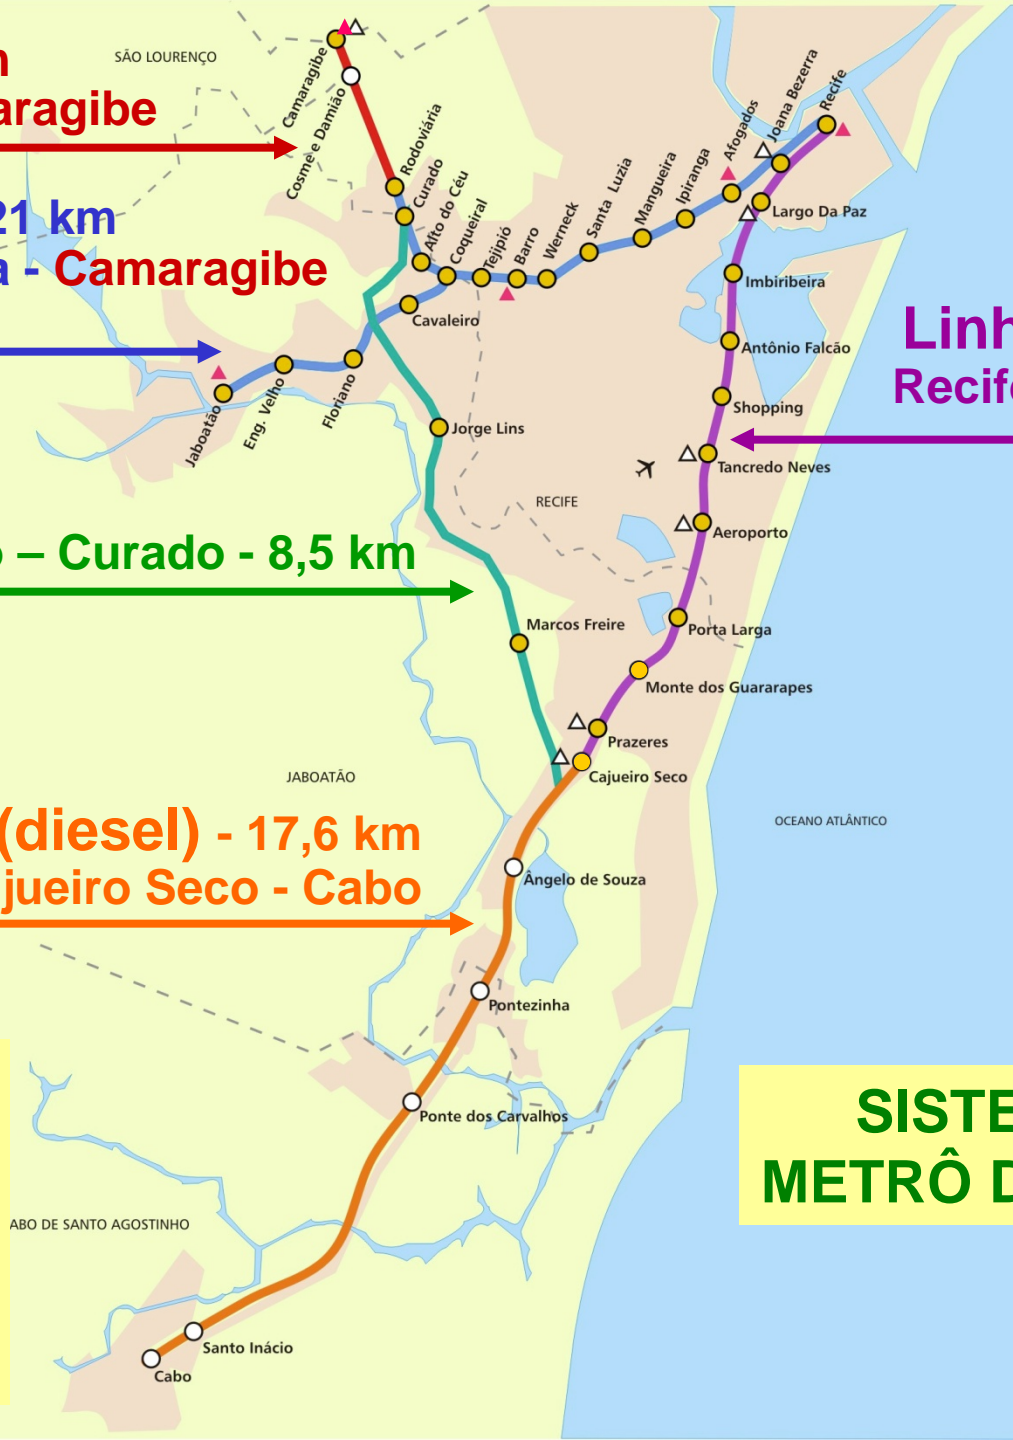 SÃO LOURENÇO
m
aragibe
Camaragibe
Cosme e Damião
Rodoviária
Curado
Alto do Céu
Coqueiral
Tejipió
Barro
Werneck
Santa Luzia
Mangueira
Ipiranga
Afogados
Joana Bezerra
Recife
Largo Da Paz
21 km
a - Camaragibe
Imbiribeira
Cavaleiro
Linh
Antônio Falcão
Recife
Jaboatão
Eng. Velho
Floriano
Shopping
Jorge Lins
Tancredo Neves
RECIFE
Aeroporto
o – Curado - 8,5 km
Marcos Freire
Porta Larga
Monte dos Guararapes
Prazeres
Cajueiro Seco
JABOATÃO
OCEANO ATLÂNTICO
(diesel) - 17,6 km
jueiro Seco - Cabo
Ângelo de Souza
Pontezinha
Ponte dos Carvalhos
SISTE
METRÔ D
ABO DE SANTO AGOSTINHO
Santo Inácio
Cabo